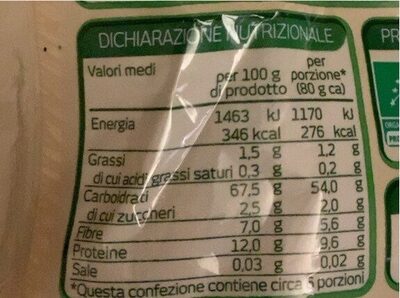 DICHIARAZIONE NUTRIZIONALE
Valori medi per 100 g di prodotto per porzione* (80 g ca)
Energia 1463 kJ 1170 kJ
346 kcal 276 kcal
Grassi 1,5 g 1,2 g
di cui acidi grassi saturi 0,3 g 0,2 g
Carboidrati 67,5 g 54,0 g
di cui zuccheri 2,5 g 2,0 g
Fibre 7,0 g 5,6 g
Proteine 12,0 g 9,6 g
Sale 0,03 g 0,02 g
*Questa confezione contiene circa 6 porzioni
PR